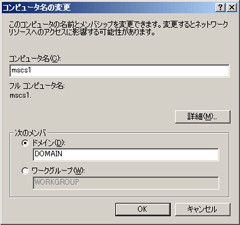 コンピュータ名の変更
このコンピュータの名前とメンバシップを変更できます。変更するとネットワーク
リソースへのアクセスに影響する可能性があります。
コンピュータ名(C):
mscs1
フル コンピュータ名:
mscs1.
詳細(M)...
次のメンバ
ドメイン(D):
DOMAIN
ワークグループ(W):
WORKGROUP
OK
キャンセル